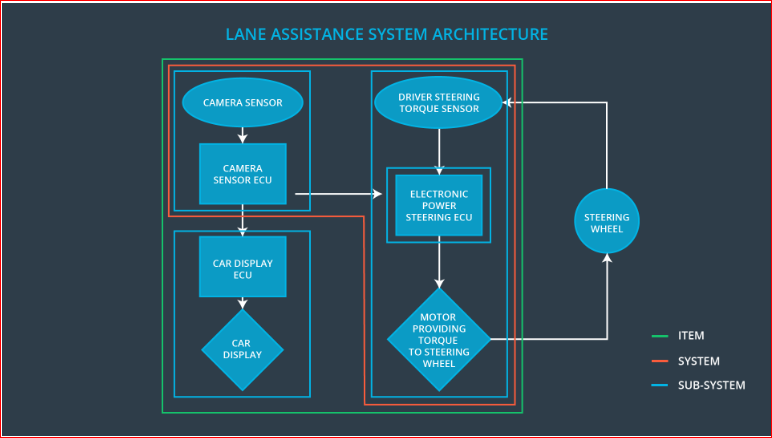 LANE ASSISTANCE SYSTEM ARCHITECTURE
CAMERA SENSOR
DRIVER STEERING
TORQUE SENSOR
CAMERA
SENSOR ECU
ELECTRONIC
POWER
STEERING ECU
STEERING
WHEEL
CAR DISPLAY
ECU
CAR
DISPLAY
MOTOR
PROVIDING
TORQUE
TO STEERING
WHEEL
ITEM
SYSTEM
SUB-SYSTEM